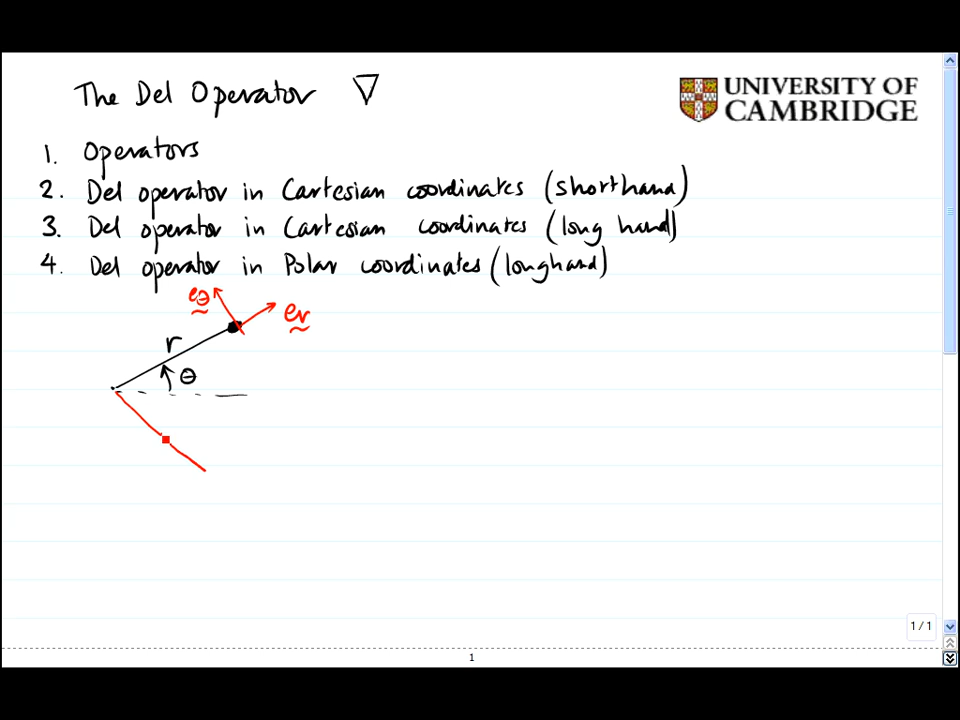 The Del Operator ∇
UNIVERSITY OF
CAMBRIDGE
1. Operators
2. Del operator in Cartesian coordinates (shorthand)
3. Del operator in Cartesian coordinates (long hand)
4. Del operator in Polar coordinates (longhand)
eθ
er
r
θ
1 / 1
1